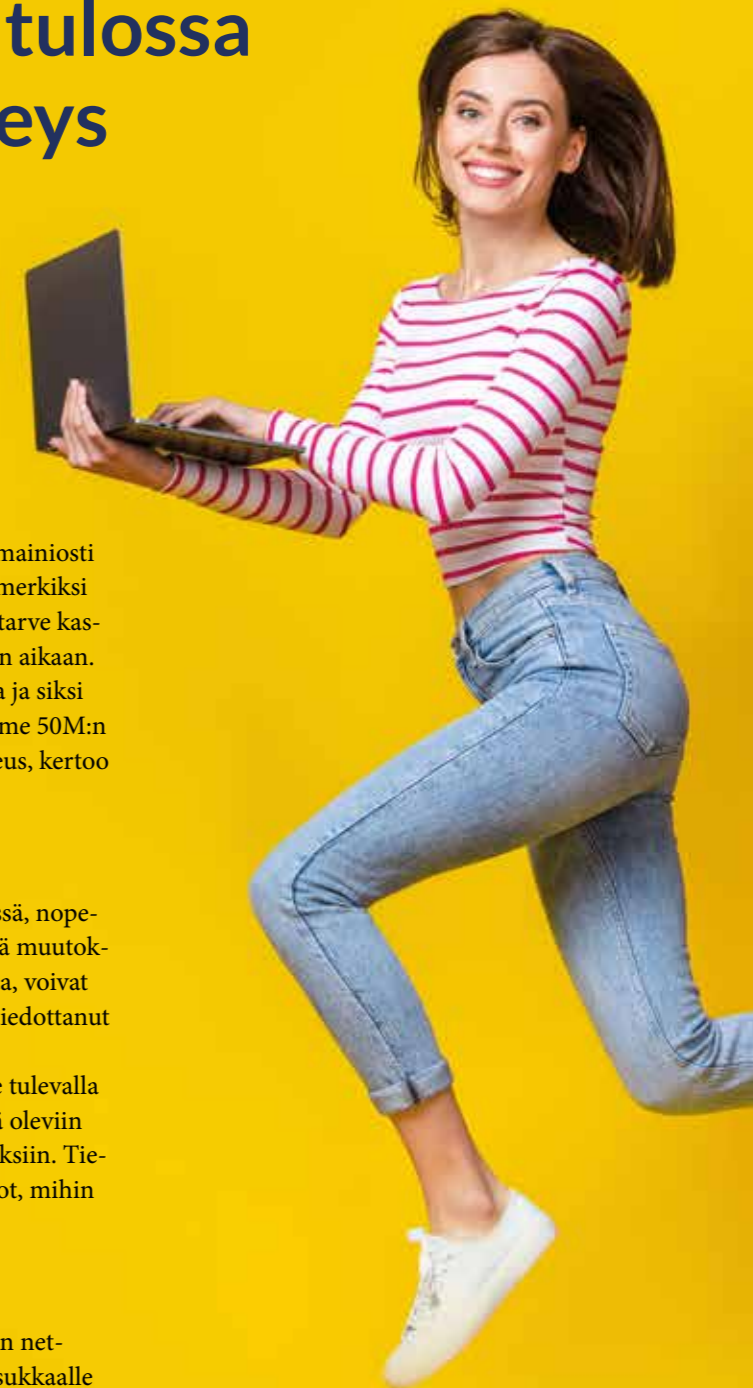 tulossa
eys
mainiosti
merkiksi
tarve kas-
n aikaan.
a ja siksi
me 50M:n
eus, kertoo
ssä, nope-
ä muutok-
a, voivat
iedottanut
e tulevalla
ä oleviin
ksiin. Tie-
ot, mihin
n net-
sukkaalle